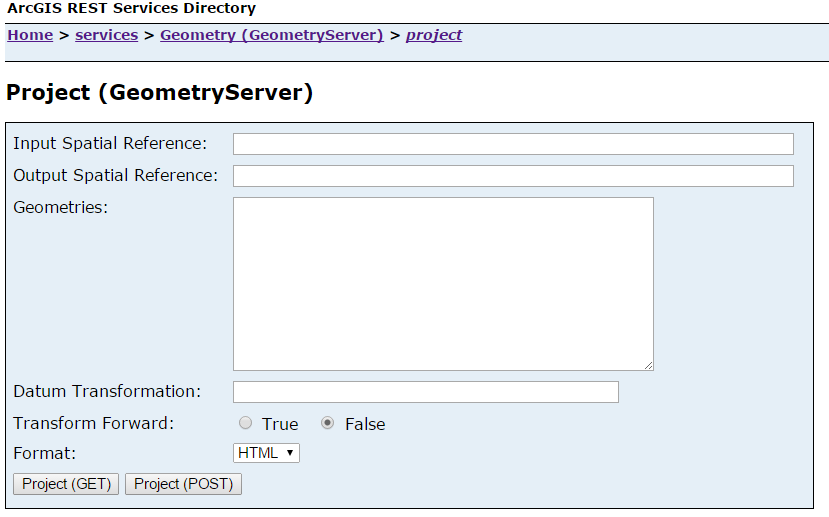 ArcGIS REST Services Directory
Home > services > Geometry (GeometryServer) > project
Project (GeometryServer)
Input Spatial Reference:
Output Spatial Reference:
Geometries:
Datum Transformation:
Transform Forward: True False
Format: HTML
Project (GET) Project (POST)